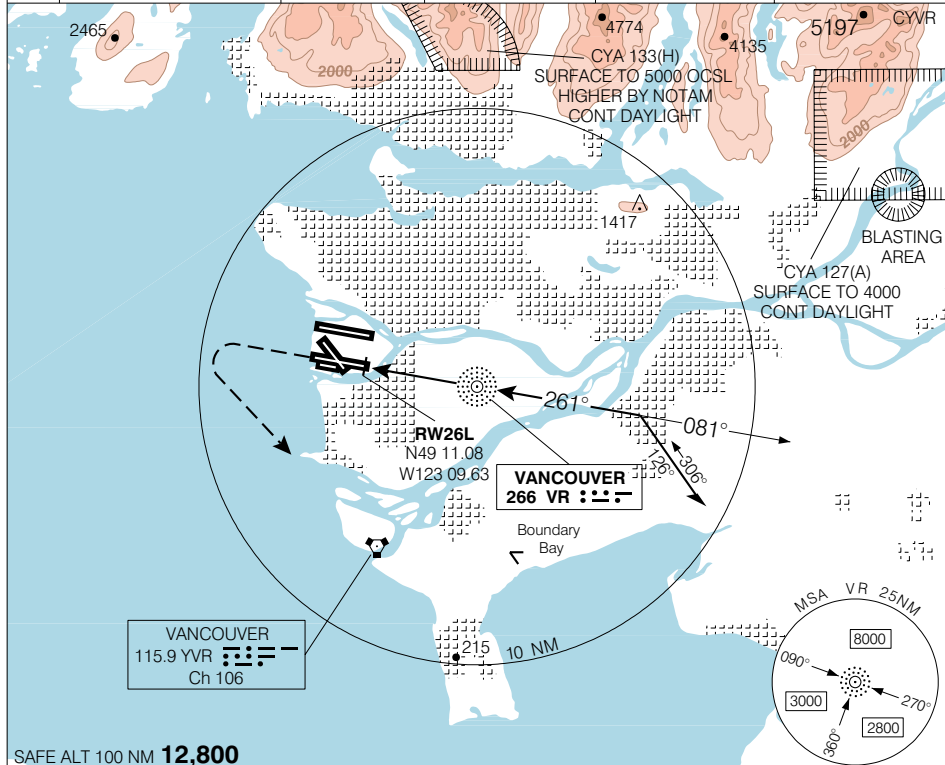 2465
2000
4774
4135
5197
CYVR
CYA 133(H)
SURFACE TO 5000 OCSL
HIGHER BY NOTAM
CONT DAYLIGHT
2000
1417
BLASTING
AREA
CYA 127(A)
SURFACE TO 4000
CONT DAYLIGHT
261°
081°
RW26L
N49 11.08
W123 09.63
126°
306°
VANCOUVER
266 VR
Boundary
Bay
VANCOUVER
115.9 YVR
Ch 106
215
10 NM
MSA VR 25NM
8000
090°
3000
270°
2800
360°
SAFE ALT 100 NM 12,800